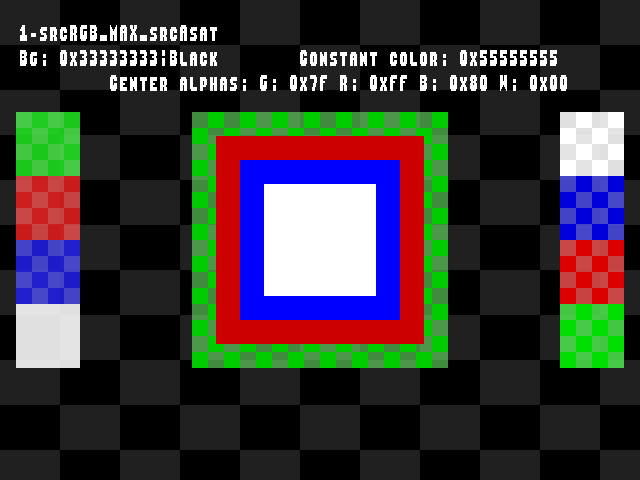 1-srcRGB_MAX_srcAsat
Bg: 0x33333333;Black Constant color: 0x55555555
Center alphas: G: 0x7F R: 0xFF B: 0x80 W: 0x00